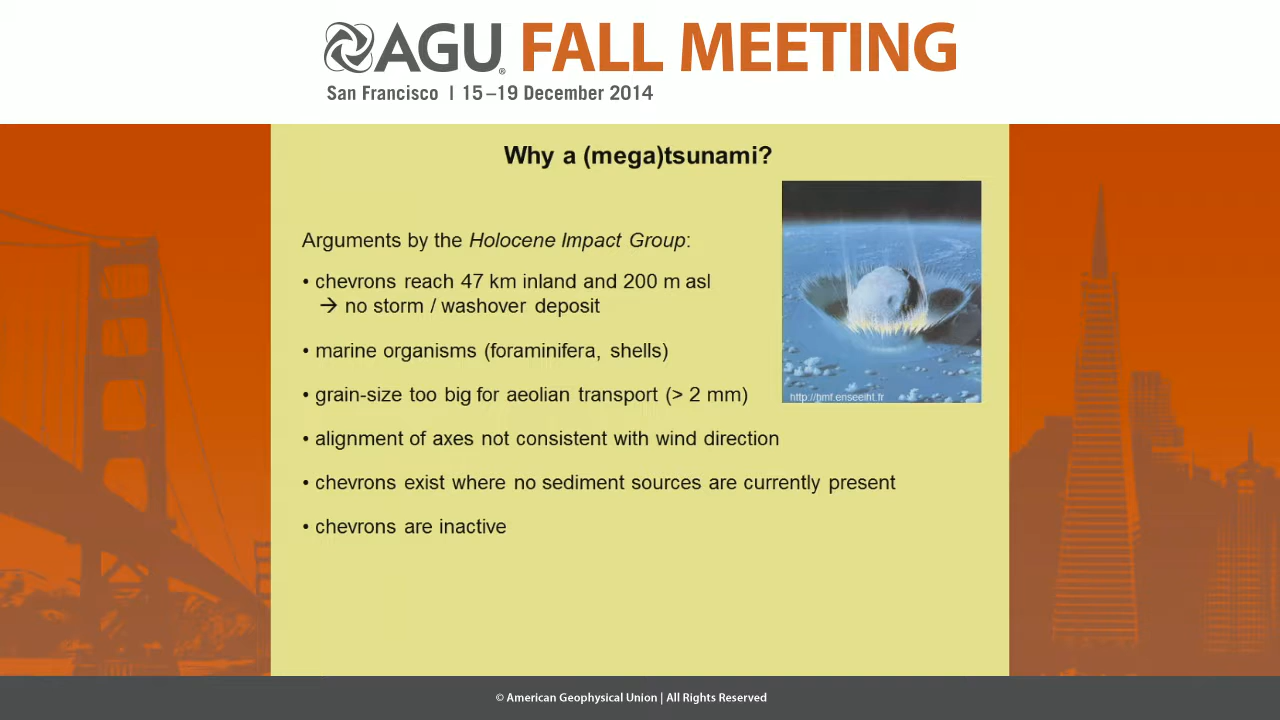 AGU® FALL MEETING
San Francisco | 15–19 December 2014
Why a (mega)tsunami?
Arguments by the Holocene Impact Group:
• chevrons reach 47 km inland and 200 m asl
→ no storm / washover deposit
• marine organisms (foraminifera, shells)
• grain-size too big for aeolian transport (> 2 mm)
http://hmf.enseeiht.fr
• alignment of axes not consistent with wind direction
• chevrons exist where no sediment sources are currently present
• chevrons are inactive
© American Geophysical Union | All Rights Reserved